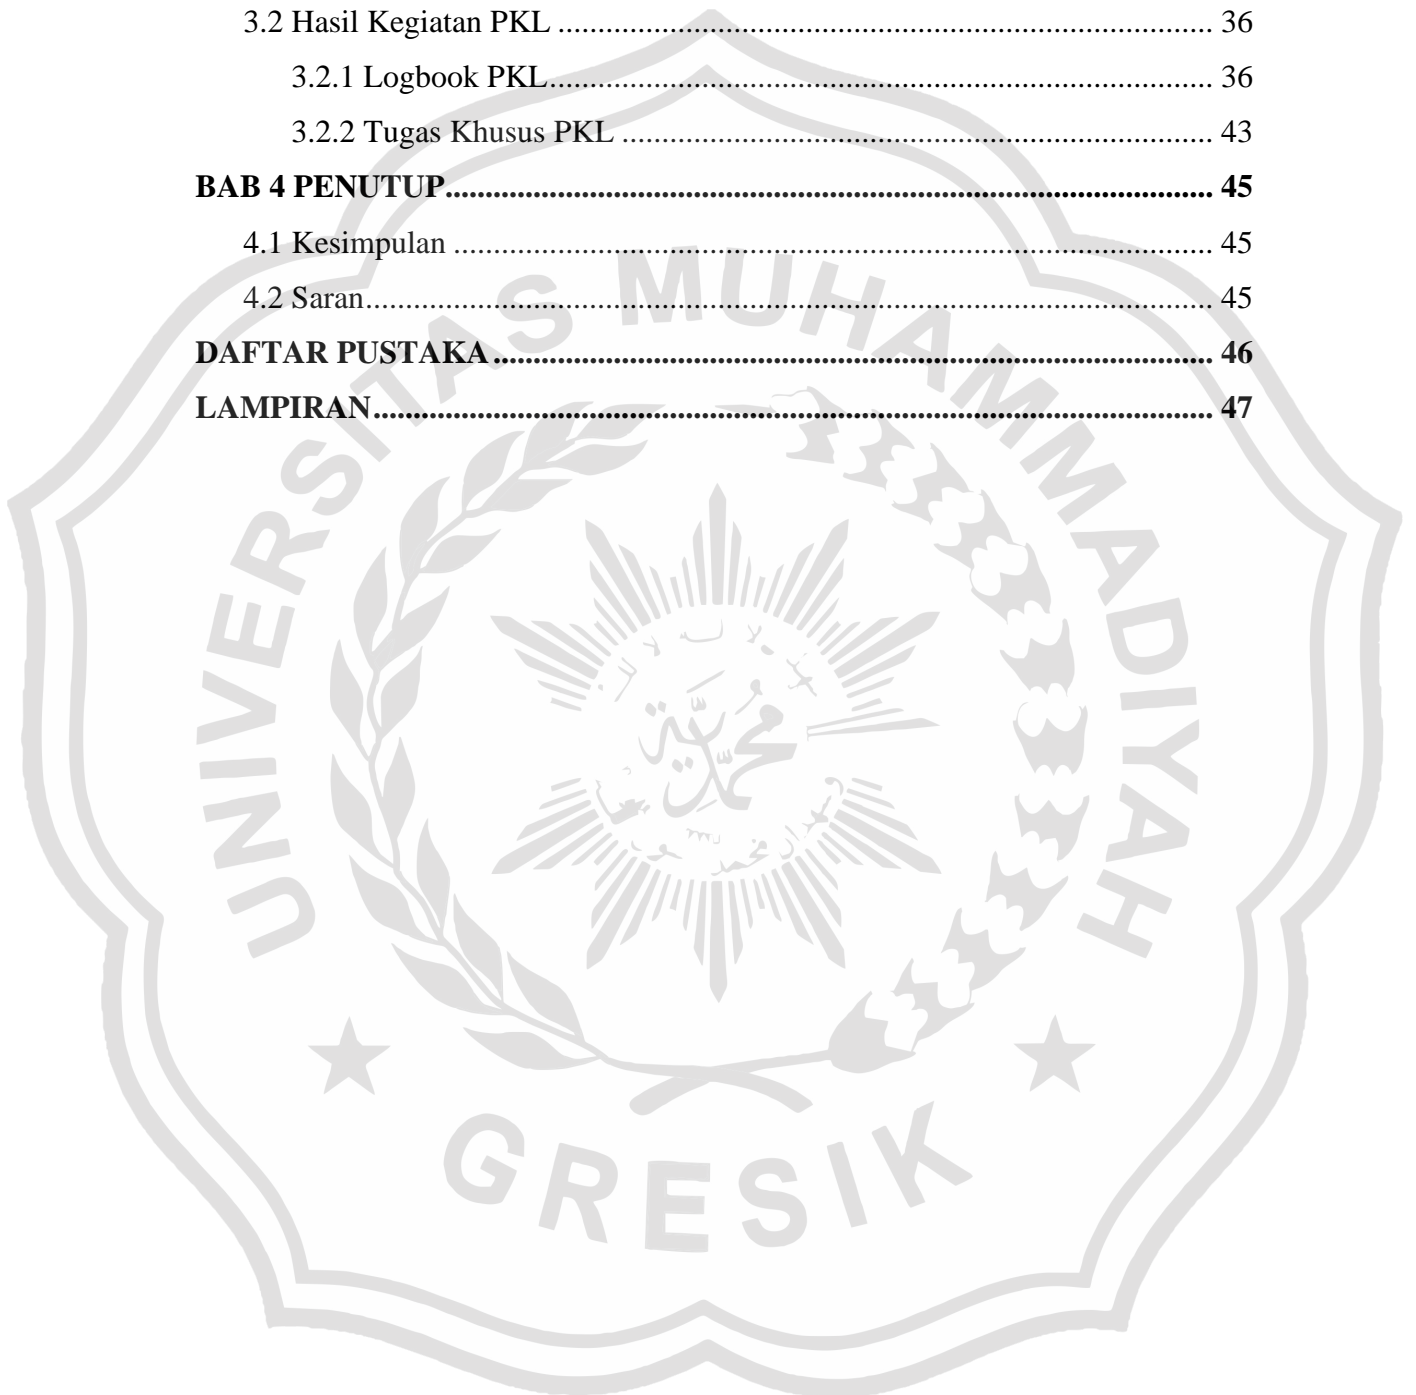 3.2 Hasil Kegiatan PKL ................................................................................. 36
3.2.1 Logbook PKL.................................................................................. 36
3.2.2 Tugas Khusus PKL ......................................................................... 43
BAB 4 PENUTUP............................................................................................... 45
4.1 Kesimpulan .............................................................................................. 45
4.2 Saran......................................................................................................... 45
DAFTAR PUSTAKA......................................................................................... 46
LAMPIRAN........................................................................................................ 47
UNIVERSITAS MUHAMMADIYAH
محمدية
GRESIK